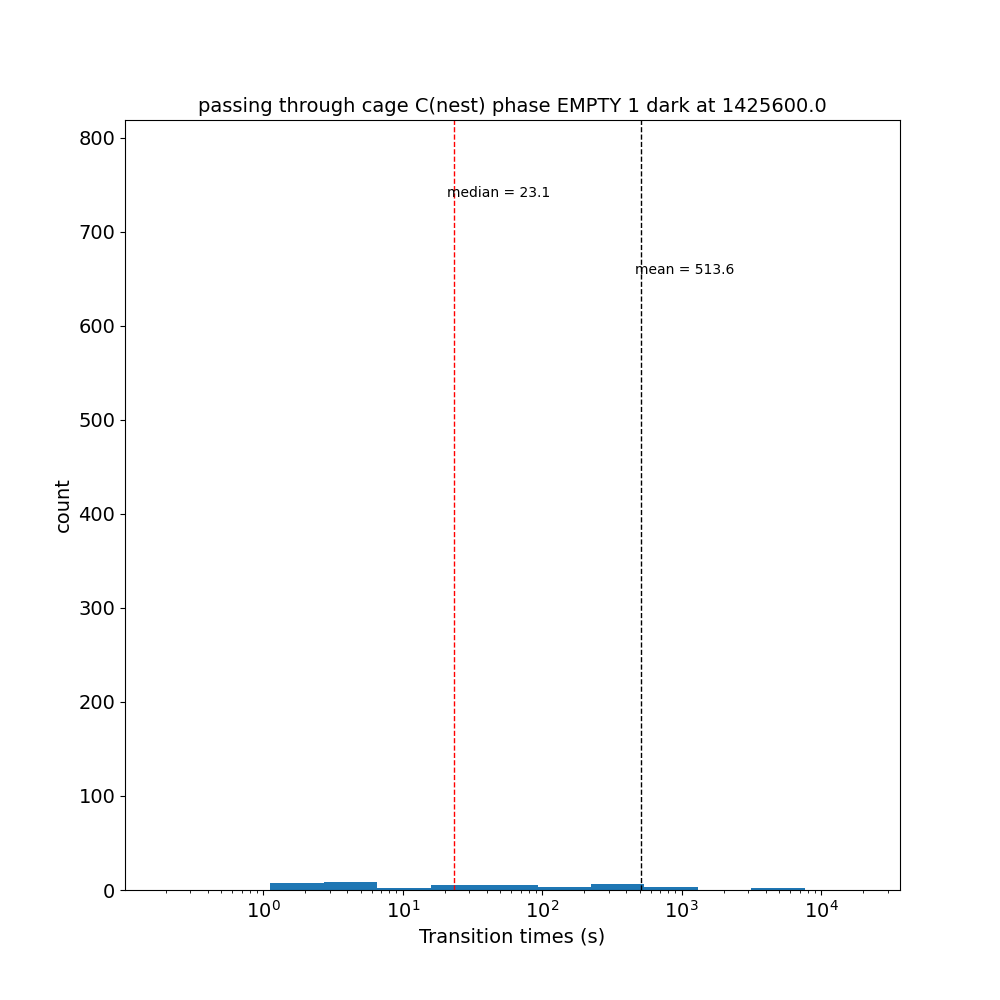 passing through cage C(nest) phase EMPTY 1 dark at 1425600.0
800
median = 23.1
700
mean = 513.6
600
500
count
400
300
200
100
0
10⁰ 10¹ 10² 10³ 10⁴
Transition times (s)